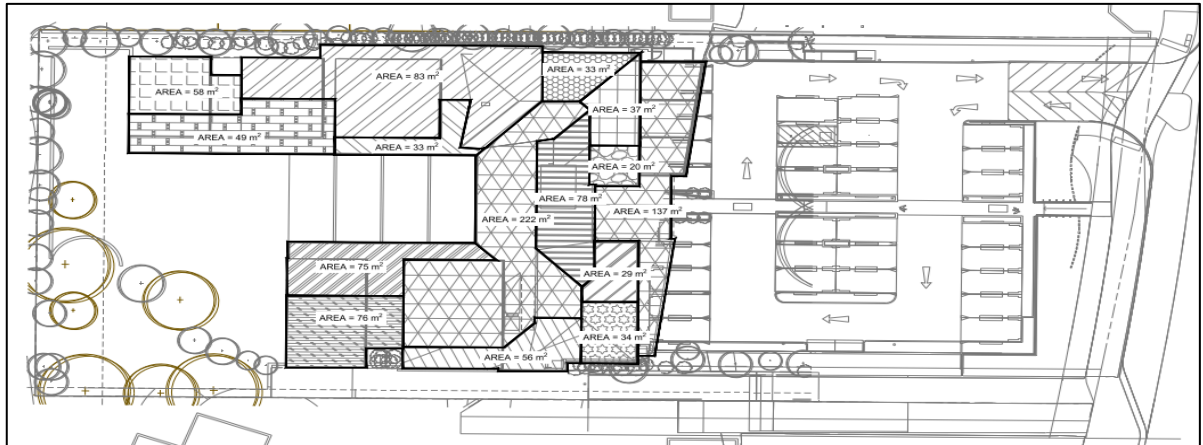 AREA = 33 m²
AREA = 83 m²
AREA = 58 m²
AREA = 37 m²
AREA = 49 m²
AREA = 33 m²
AREA = 20 m²
AREA = 78 m²
AREA = 137 m²
AREA = 222 m²
AREA = 75 m²
AREA = 29 m²
AREA = 76 m²
AREA = 34 m²
AREA = 56 m²